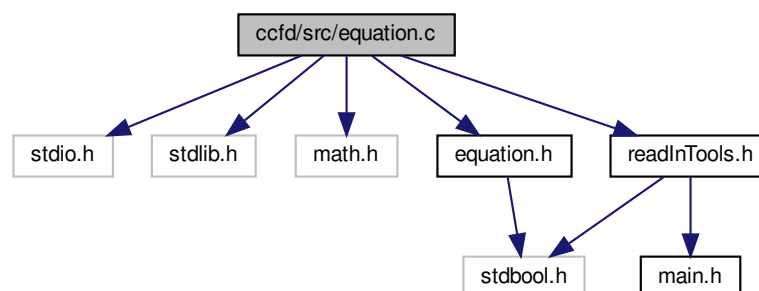 ccfd/src/equation.c
stdio.h
stdlib.h
math.h
equation.h
readInTools.h
stdbool.h
main.h